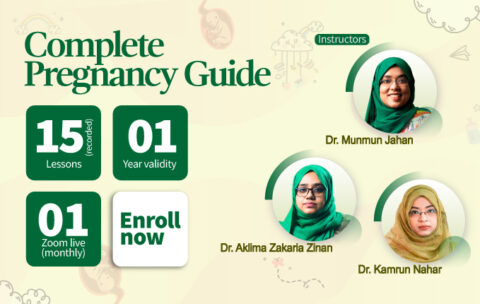 Complete
Pregnancy Guide
Instructors
15
(recorded)
Lessons
01
Year validity
01
Zoom live
(monthly)
Enroll
now
Dr. Munmun Jahan
Dr. Aklima Zakaria Zinan
Dr. Kamrun Nahar